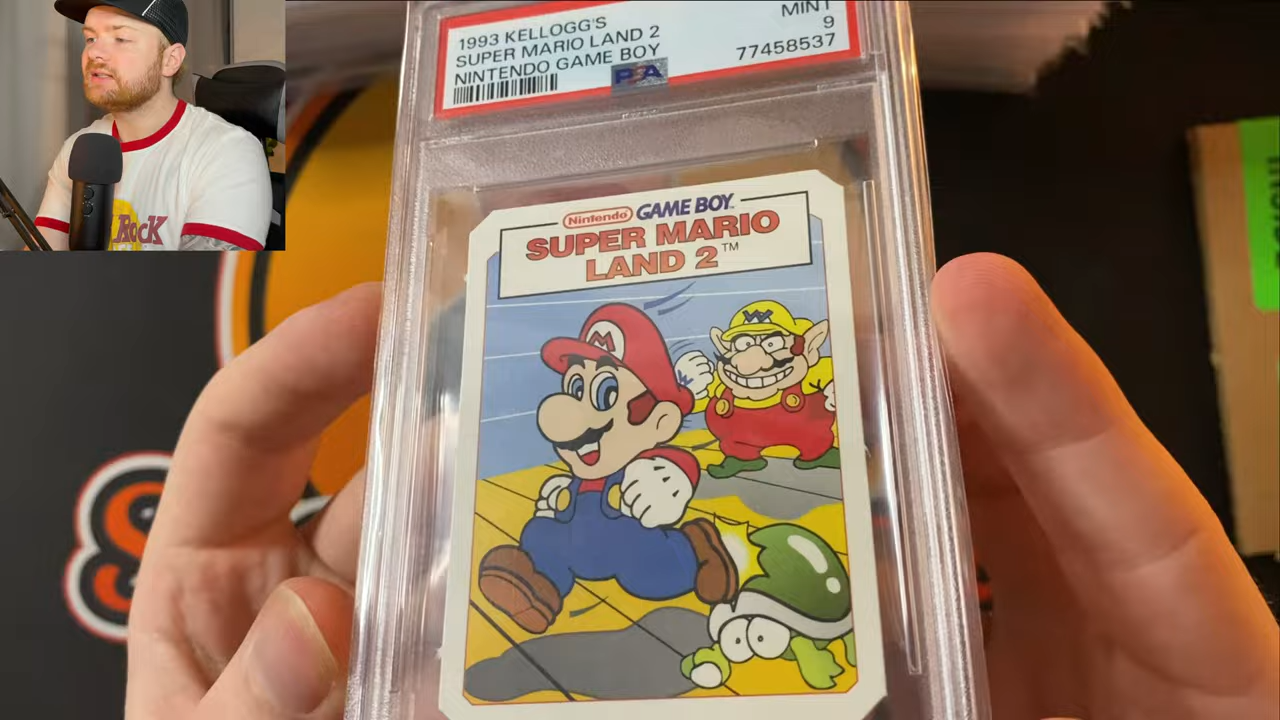 1993 KELLOGG'S
SUPER MARIO LAND 2
NINTENDO GAME BOY
MINT
9
77458537
PSA
Nintendo GAME BOY
SUPER MARIO
LAND 2™
M
W
RocK